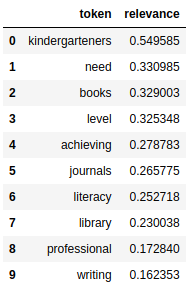 token relevance
0 kindergarteners 0.549585
1 need 0.330985
2 books 0.329003
3 level 0.325348
4 achieving 0.278783
5 journals 0.265775
6 literacy 0.252718
7 library 0.230038
8 professional 0.172840
9 writing 0.162353